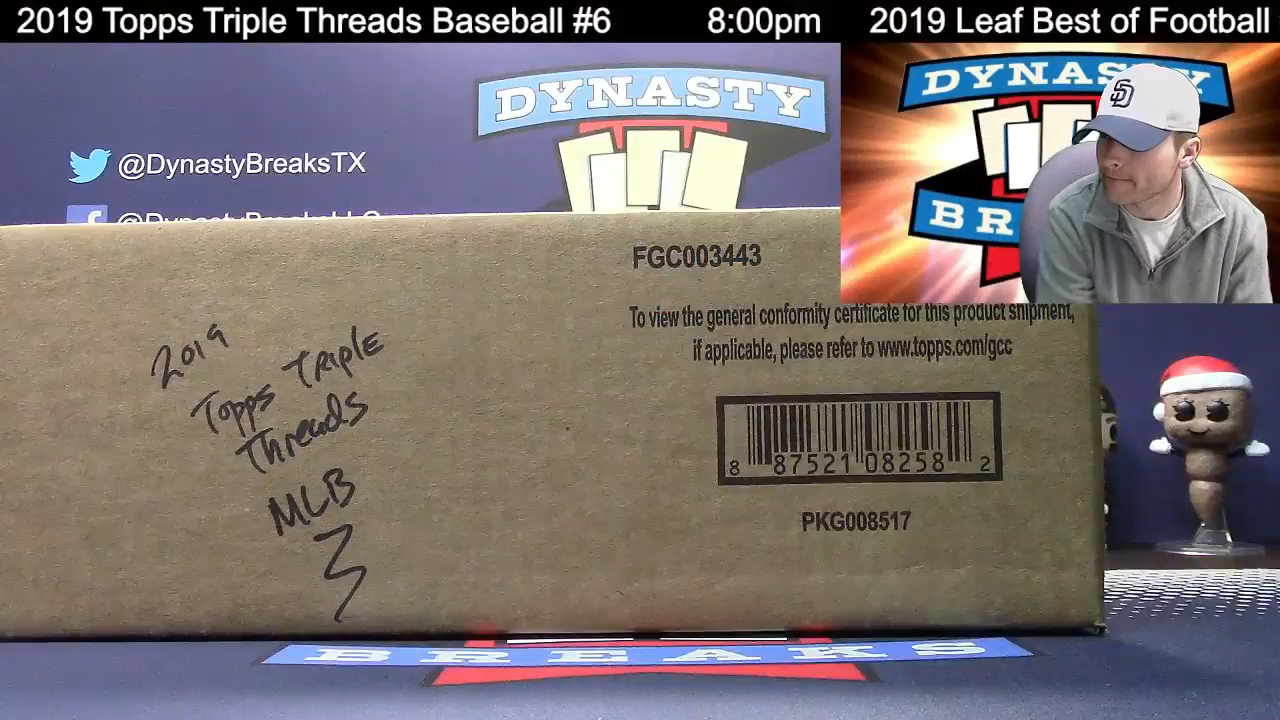 2019 Topps Triple Threads Baseball #6
8:00pm
2019 Leaf Best of Football
DYNASTY
@DynastyBreaksTX
DYNASTY
BR
SD
FGC003443
To view the general conformity certificate for this product shipment,
if applicable, please refer to www.topps.com/gcc
2019
Topps Triple
Threads
MLB
8 87521 08258 2
PKG008517
BREAKS